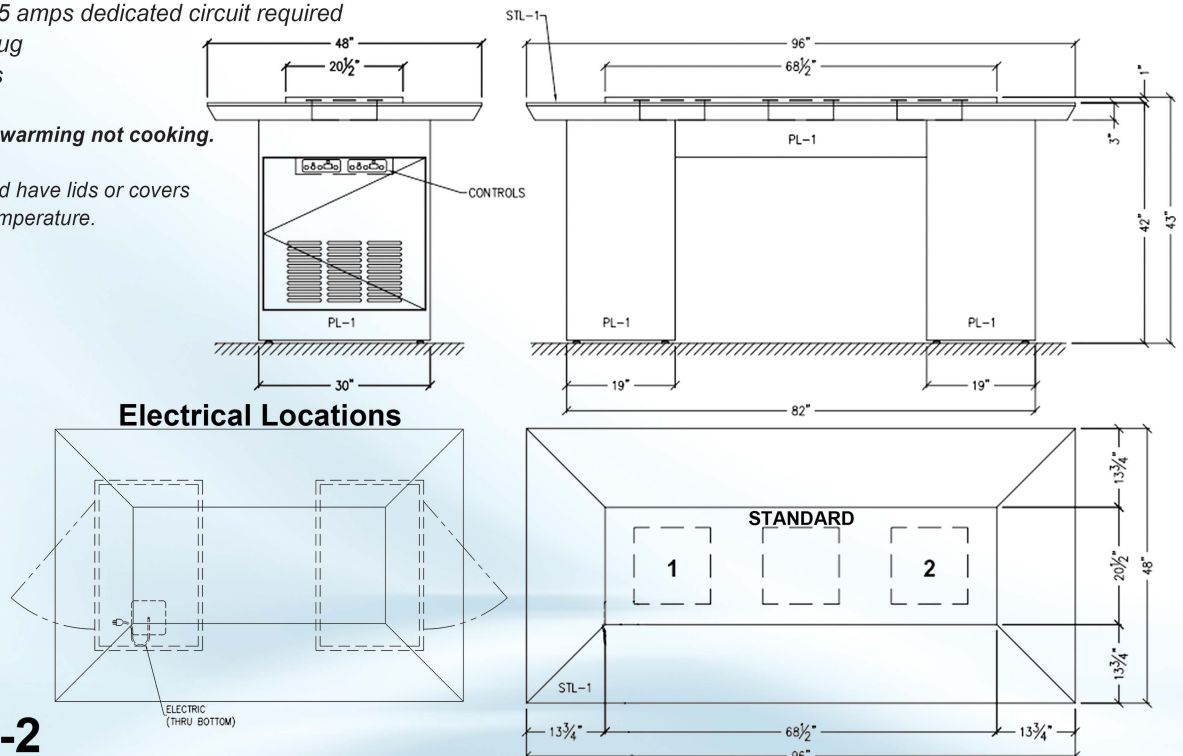 5 amps dedicated circuit required
warming not cooking.
d have lids or covers
48"
20½"
CONTROLS
PL-1
30"
STL-1
96"
68½"
1"
3"
PL-1
42"
43"
PL-1
PL-1
19"
19"
82"
Electrical Locations
ELECTRIC
(THRU BOTTOM)
STANDARD
1
2
STL-1
13¾"
20½"
13¾"
48"
13¾"
68½"
13¾"
96"
-2